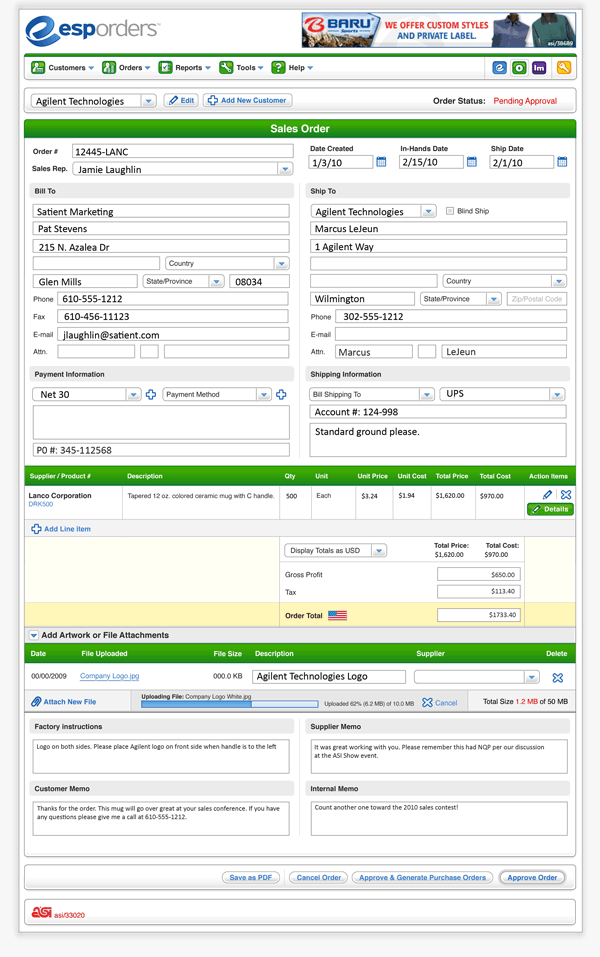 esporders
BARU Sports WE OFFER CUSTOM STYLES AND PRIVATE LABEL. asi/38689
Customers Orders Reports Tools Help
Agilent Technologies Edit Add New Customer Order Status: Pending Approval
Sales Order
Order # 12445-LANC Date Created In-Hands Date Ship Date
Sales Rep. Jamie Laughlin 1/3/10 2/15/10 2/1/10
Bill To Ship To
Satient Marketing Agilent Technologies Blind Ship
Pat Stevens Marcus LeJeun
215 N. Azalea Dr 1 Agilent Way
Country
Glen Mills State/Province 08034 Country
Phone 610-555-1212 Wilmington State/Province Zip/Postal Code
Fax 610-456-11123 Phone 302-555-1212
E-mail jlaughlin@satient.com E-mail
Attn. Attn. Marcus LeJeun
Payment Information Shipping Information
Net 30 Payment Method Bill Shipping To UPS
Account #: 124-998
Standard ground please.
PO #: 345-112568
Supplier / Product # Description Qty Unit Unit Price Unit Cost Total Price Total Cost Action Items
Lanco Corporation Tapered 12 oz. colored ceramic mug with C handle. 500 Each $3.24 $1.94 $1,620.00 $970.00
DRK500 Details
Add Line Item
Display Totals as USD Total Price: Total Cost:
$1,620.00 $970.00
Gross Profit $650.00
Tax $113.40
Order Total $1733.40
Add Artwork or File Attachments
Date File Uploaded File Size Description Supplier Delete
00/00/2009 Company Logo.jpg 000.0 KB Agilent Technologies Logo
Attach New File Uploading File: Company Logo White.jpg Uploaded 62% (6.2 MB) of 10.0 MB Cancel Total Size 1.2 MB of 50 MB
Factory instructions Supplier Memo
Logo on both sides. Please place Agilent logo on front side when handle is to the left It was great working with you. Please remember this had NQP per our discussion
at the ASI Show event.
Customer Memo Internal Memo
Thanks for the order. This mug will go over great at your sales conference. If you have Count another one toward the 2010 sales contest!
any questions please give me a call at 610-555-1212.
Save as PDF Cancel Order Approve & Generate Purchase Orders Approve Order
ASI asi/33020